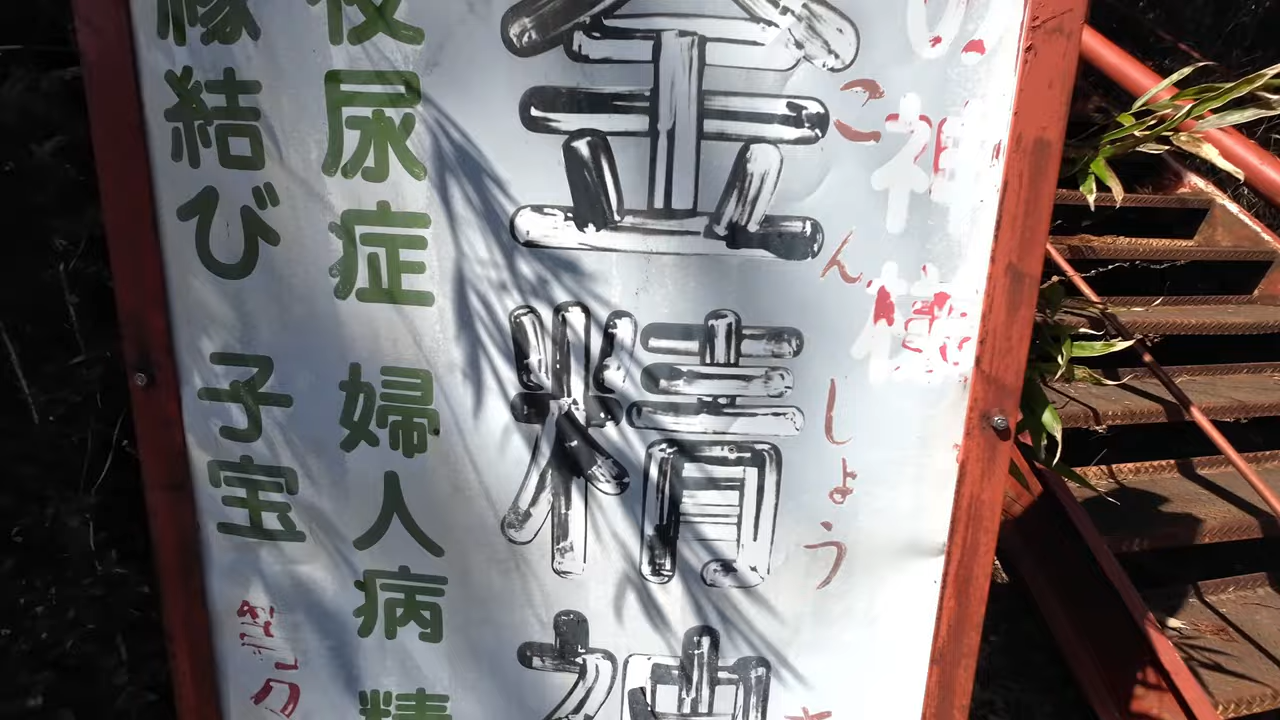 の神様
こんしょう
金精神
夜尿症 婦人病 精
縁結び 子宝